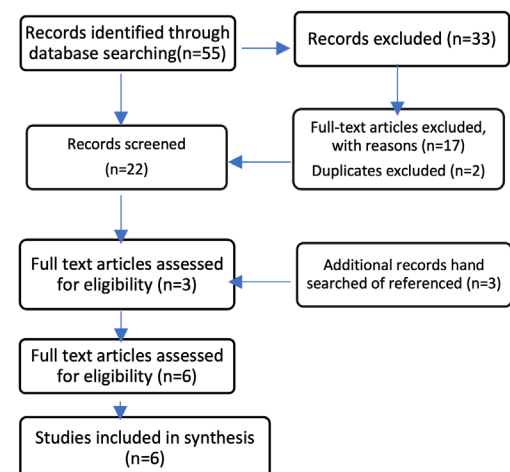 Records identified through
database searching(n=55)
Records excluded (n=33)
Records screened
(n=22)
Full-text articles excluded,
with reasons (n=17)
Duplicates excluded (n=2)
Full text articles assessed
for eligibility (n=3)
Additional records hand
searched of referenced (n=3)
Full text articles assessed
for eligibility (n=6)
Studies included in synthesis
(n=6)